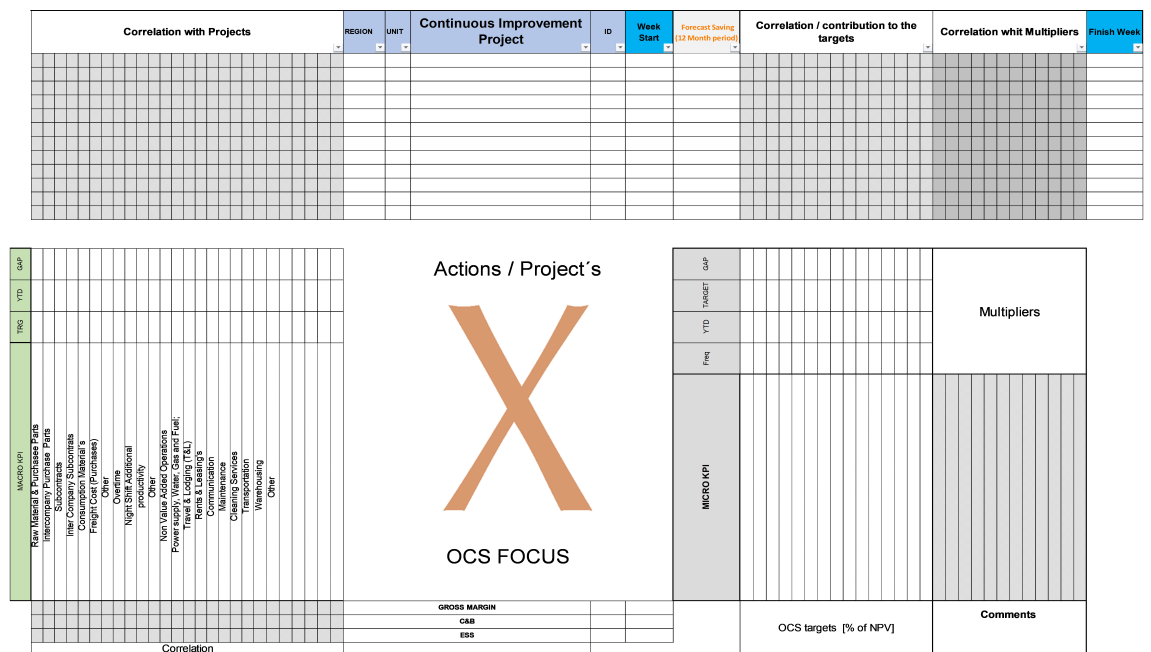 Correlation with Projects
REGION
UNIT
Continuous Improvement
Project
ID
Week
Start
Forecast Saving
(12 Month period)
Correlation / contribution to the
targets
Correlation whit Multipliers
Finish Week
GAP
YTD
TRG
MACRO KPI
Raw Material & Purchasee Parts
Intercompany Purchase Parts
Subcontracts
Inter Company Subcontrats
Consumption Material´s
Freight Cost (Purchases)
Other
Overtime
Night Shift Additional
productivity
Other
Non Value Added Operations
Power supply, Water, Gas and Fuel;
Travel & Lodging (T&L)
Rents & Leasing's
Communication
Maintenance
Cleaning Services
Transportation
Warehousing
Other
Actions / Project´s
X
OCS FOCUS
GAP
TARGET
YTD
Freq
MICRO KPI
Multipliers
GROSS MARGIN
C&B
ESS
OCS targets [% of NPV]
Comments
Correlation